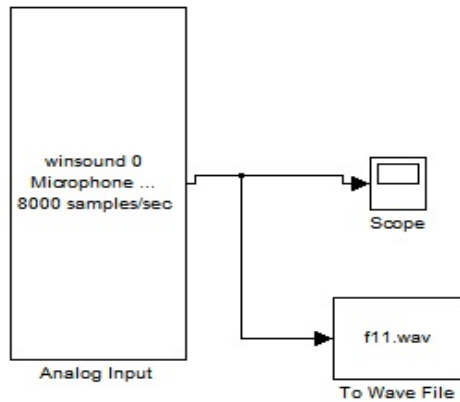 winsound 0
Microphone ...
8000 samples/sec
Analog Input
Scope
f11.wav
To Wave File